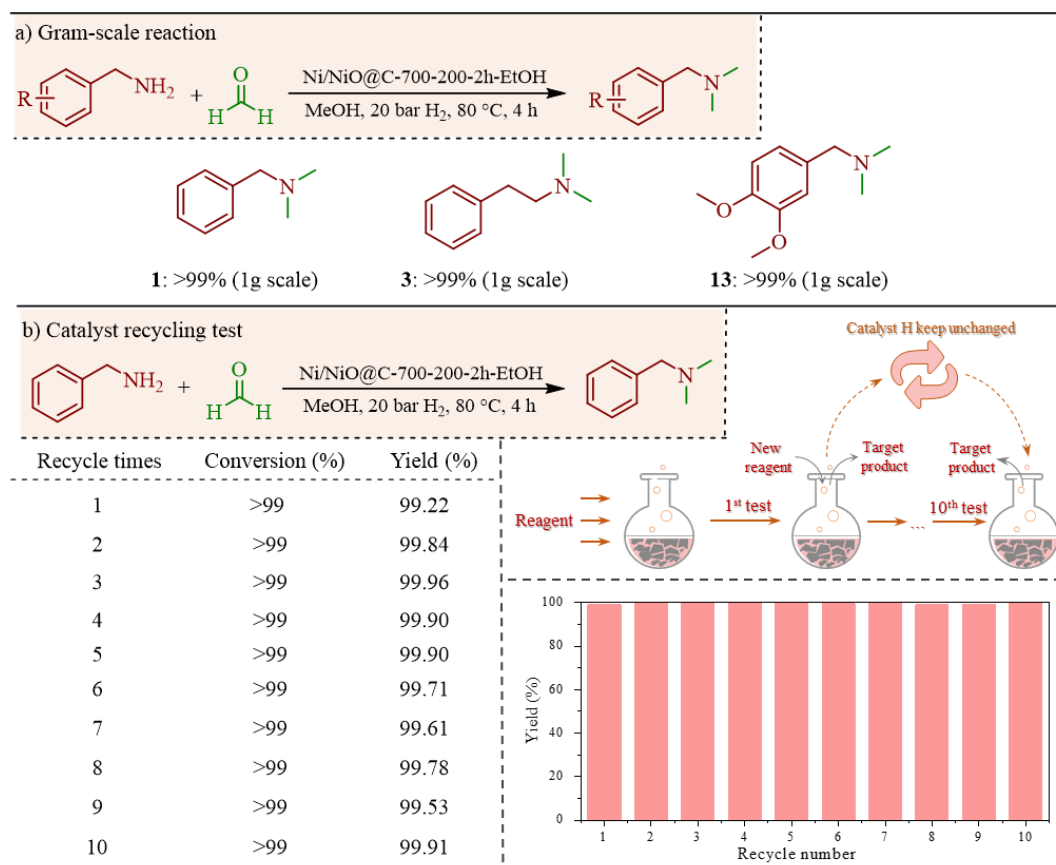 a) Gram-scale reaction
R
NH2
+
O
H H
Ni/NiO@C-700-200-2h-EtOH
MeOH, 20 bar H2, 80 °C, 4 h
R
N
N
N
O
O
1: >99% (1g scale)
3: >99% (1g scale)
13: >99% (1g scale)
b) Catalyst recycling test
NH2
+
O
H H
Ni/NiO@C-700-200-2h-EtOH
MeOH, 20 bar H2, 80 °C, 4 h
N
Recycle times Conversion (%) Yield (%)
1 >99 99.22
2 >99 99.84
3 >99 99.96
4 >99 99.90
5 >99 99.90
6 >99 99.71
7 >99 99.61
8 >99 99.78
9 >99 99.53
10 >99 99.91
Catalyst H keep unchanged
New
reagent
Target
product
Target
product
Reagent
1st test
...
10th test
Yield (%)
100
80
60
40
20
0
1 2 3 4 5 6 7 8 9 10
Recycle number